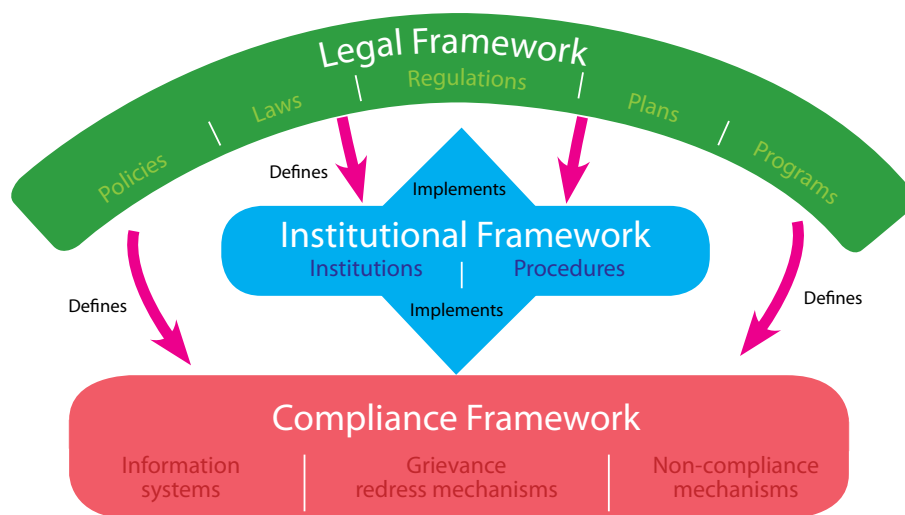 Legal Framework
Policies
Laws
Regulations
Plans
Programs
Defines
Implements
Institutional Framework
Institutions
Procedures
Defines
Implements
Defines
Compliance Framework
Information
systems
Grievance
redress mechanisms
Non-compliance
mechanisms